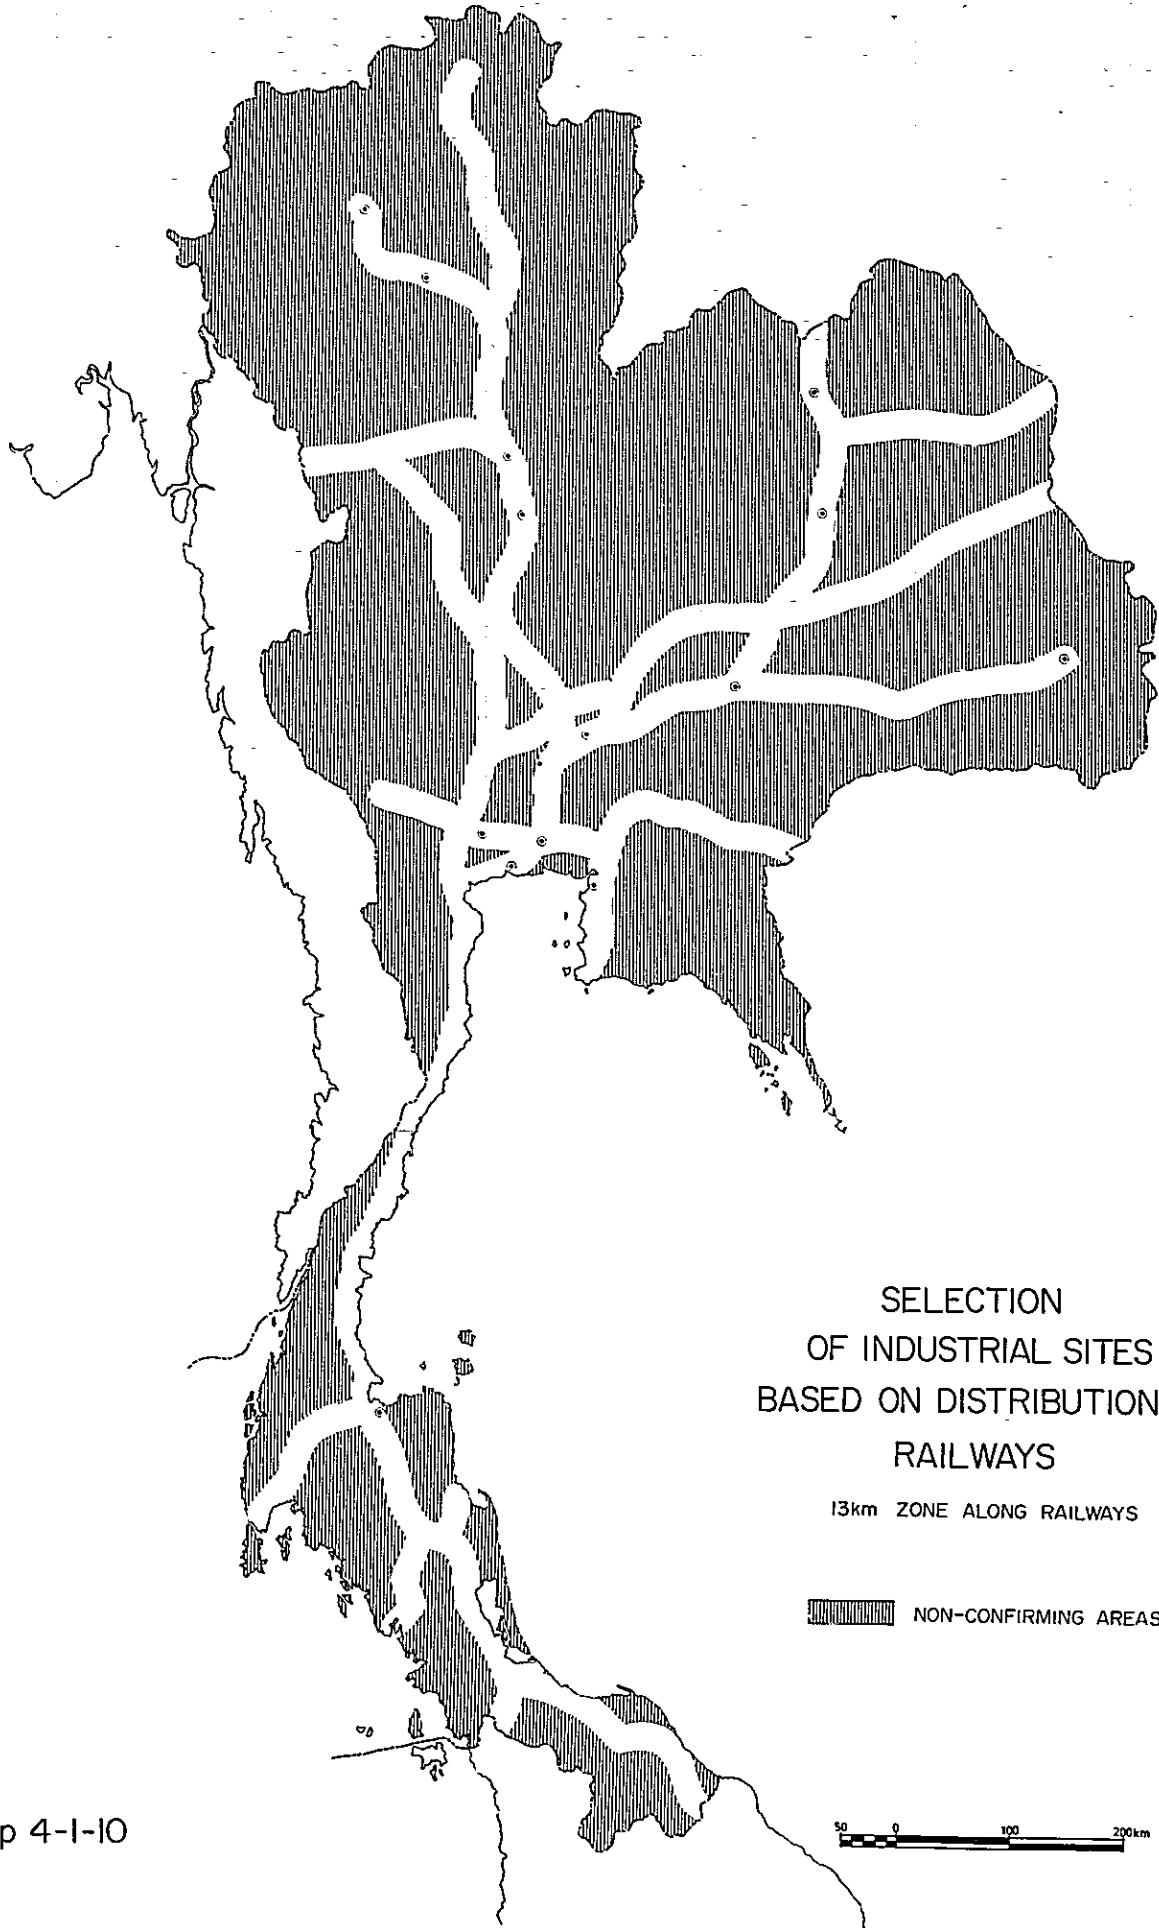 SELECTION
OF INDUSTRIAL SITES
BASED ON DISTRIBUTION
RAILWAYS
13km ZONE ALONG RAILWAYS
NON-CONFIRMING AREAS
p 4-1-10
50 0 100 200km